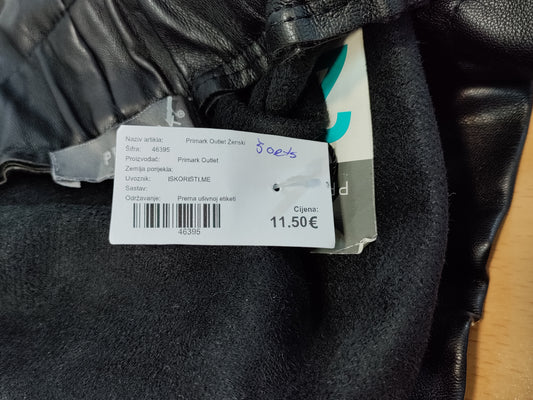 Naziv artikla: Primark Outlet Ženski Šorts
Šifra: 46395
Proizvođač: Primark Outlet
Zemlja porijekla:
Uvoznik: ISKORISTI.ME
Sastav:
Održavanje: Prema ušivnoj etiketi
Cijena:
11.50€
46395